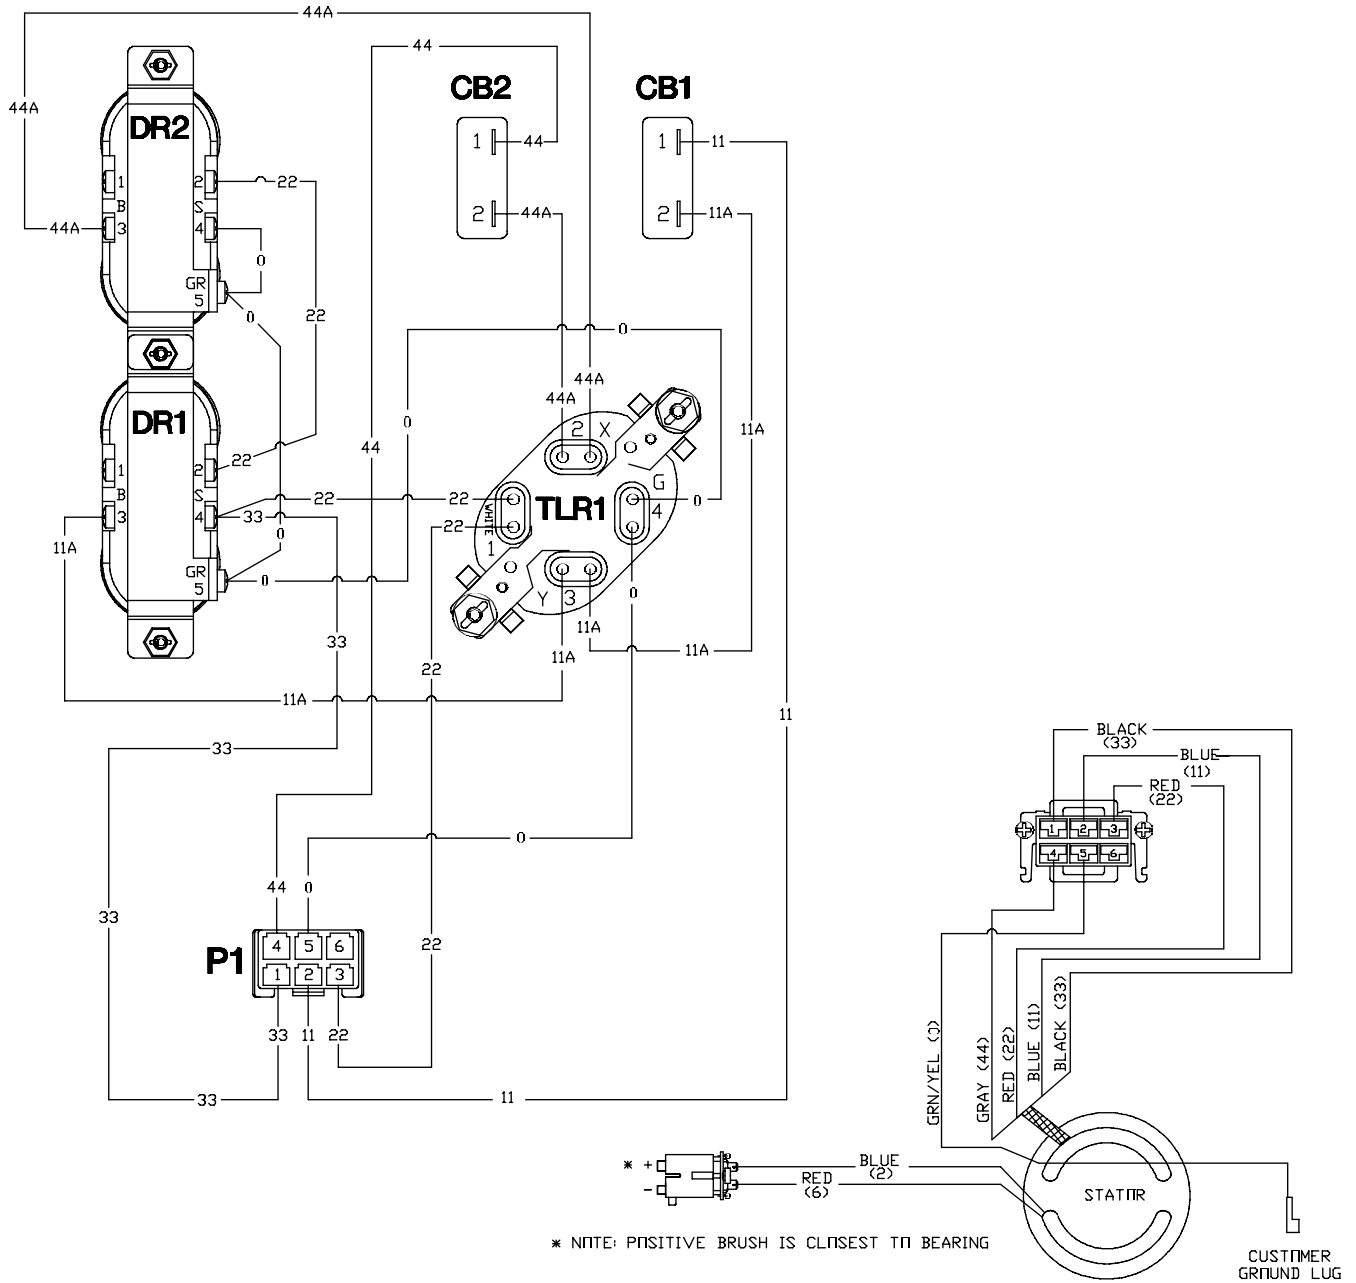 44A
44
CB2
CB1
44A
DR2
1
44
1
11
1
2
22
B
S
3
4
44A
2
44A
2
11A
0
GR
5
0
22
0
44A
44A
DR1
0
2
X
11A
44
1
2
22
G
B
S
22
22
TLR1
0
3
4
33
WHITE
4
22
1
0
11A
GR
5
0
Y
3
0
33
11A
11A
11A
22
11A
11
33
BLACK
(33)
BLUE
(11)
RED
(22)
1
2
3
4
5
6
0
44
0
33
22
P1
4
5
6
1
2
3
33
11
22
33
11
GRN/YEL (0)
GRAY (44)
RED (22)
BLUE (11)
BLACK (33)
* +
-
BLUE
(2)
RED
(6)
STATOR
* NOTE: POSITIVE BRUSH IS CLOSEST TO BEARING
CUSTOMER
GROUND LUG